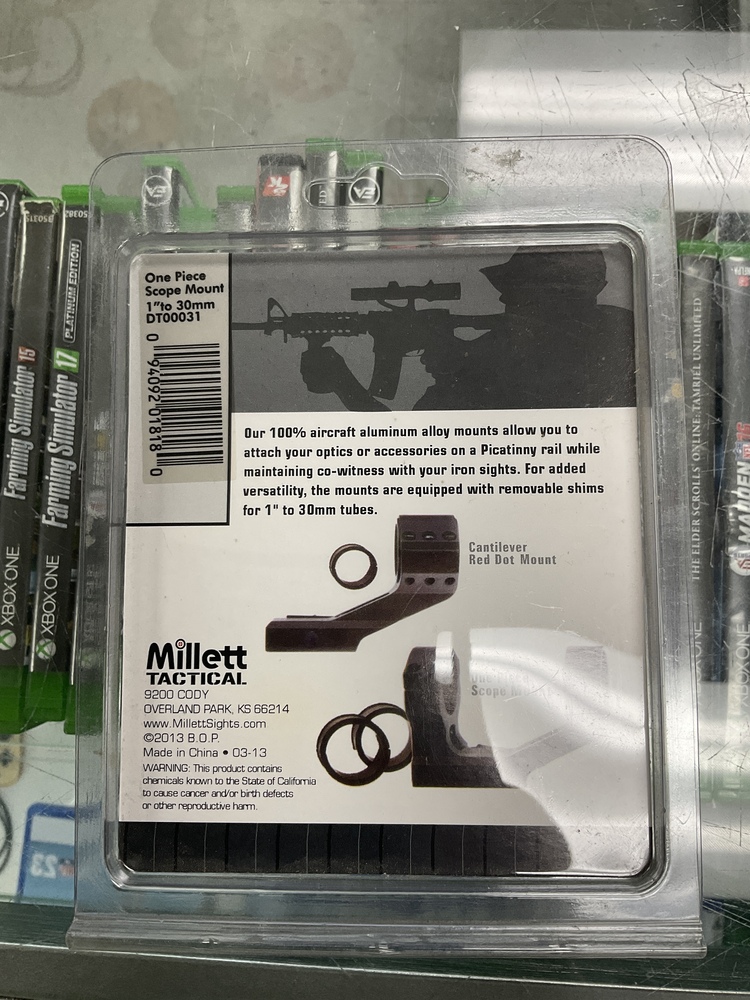 One Piece
Scope Mount
1" to 30mm
DT00031
0 94092 01818 0
Our 100% aircraft aluminum alloy mounts allow you to
attach your optics or accessories on a Picatinny rail while
maintaining co-witness with your iron sights. For added
versatility, the mounts are equipped with removable shims
for 1" to 30mm tubes.
Cantilever
Red Dot Mount
Scope
Millett
TACTICAL
9200 CODY
OVERLAND PARK, KS 66214
www.MillettSights.com
©2013 B.O.P.
Made in China • 03-13
WARNING: This product contains
chemicals known to the State of California
to cause cancer and/or birth defects
or other reproductive harm.
Farming Simulator 15
XBOX ONE
PLATINUM EDITION
Farming Simulator 17
XBOX ONE
2K
ED
THE ELDER SCROLLS ONLINE: TAMRIEL UNLIMITED
MADDEN
23